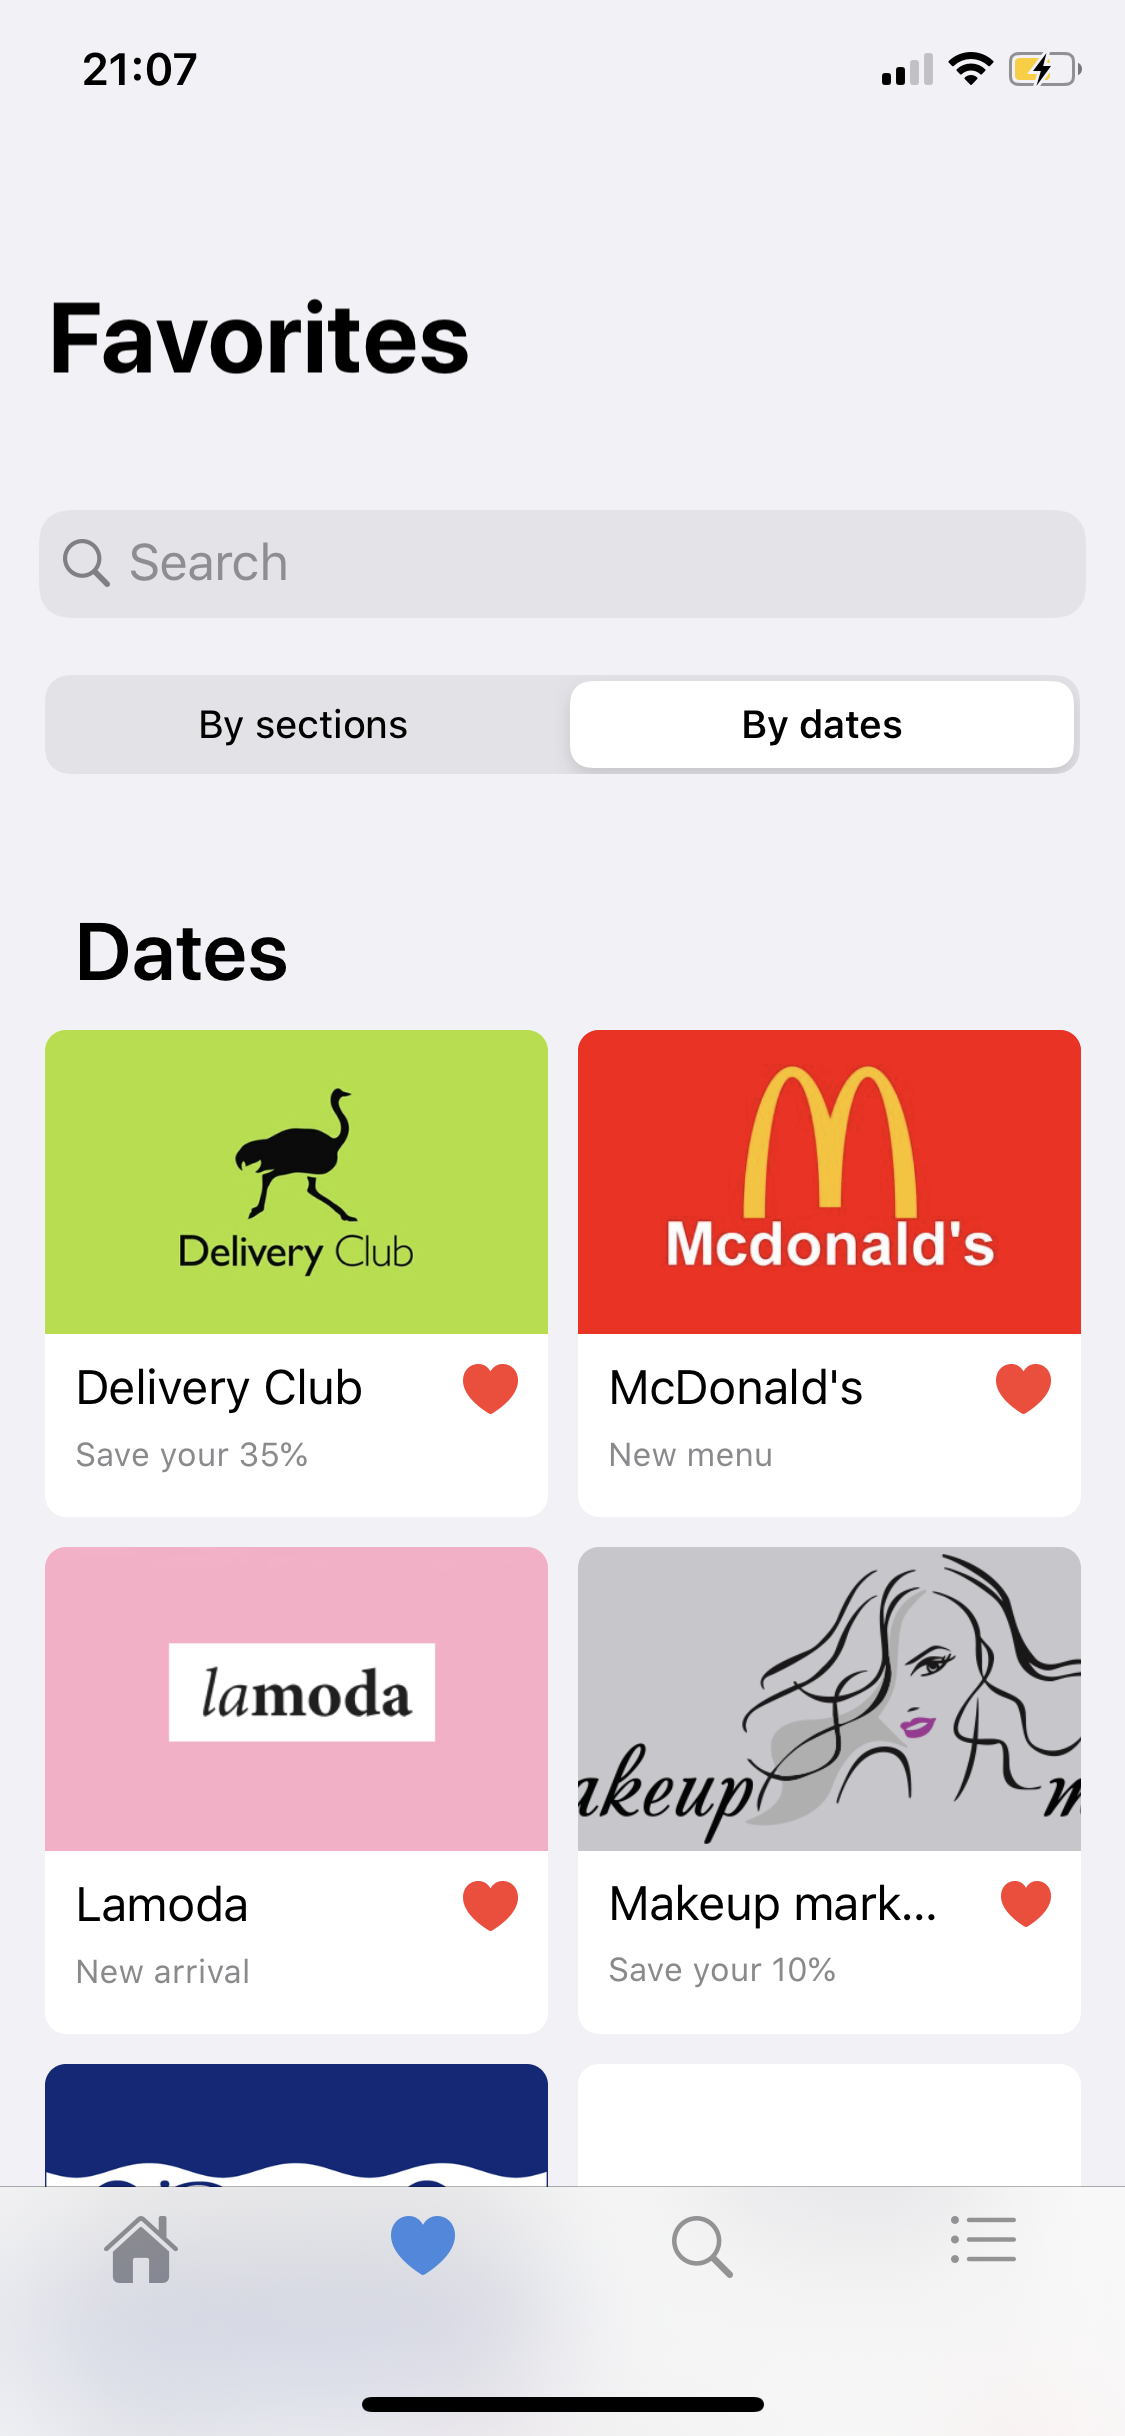 21:07
Favorites
Search
By sections
By dates
Dates
Delivery Club
Mcdonald's
Delivery Club
Save your 35%
McDonald's
New menu
lamoda
akeup
m
Lamoda
New arrival
Makeup mark...
Save your 10%